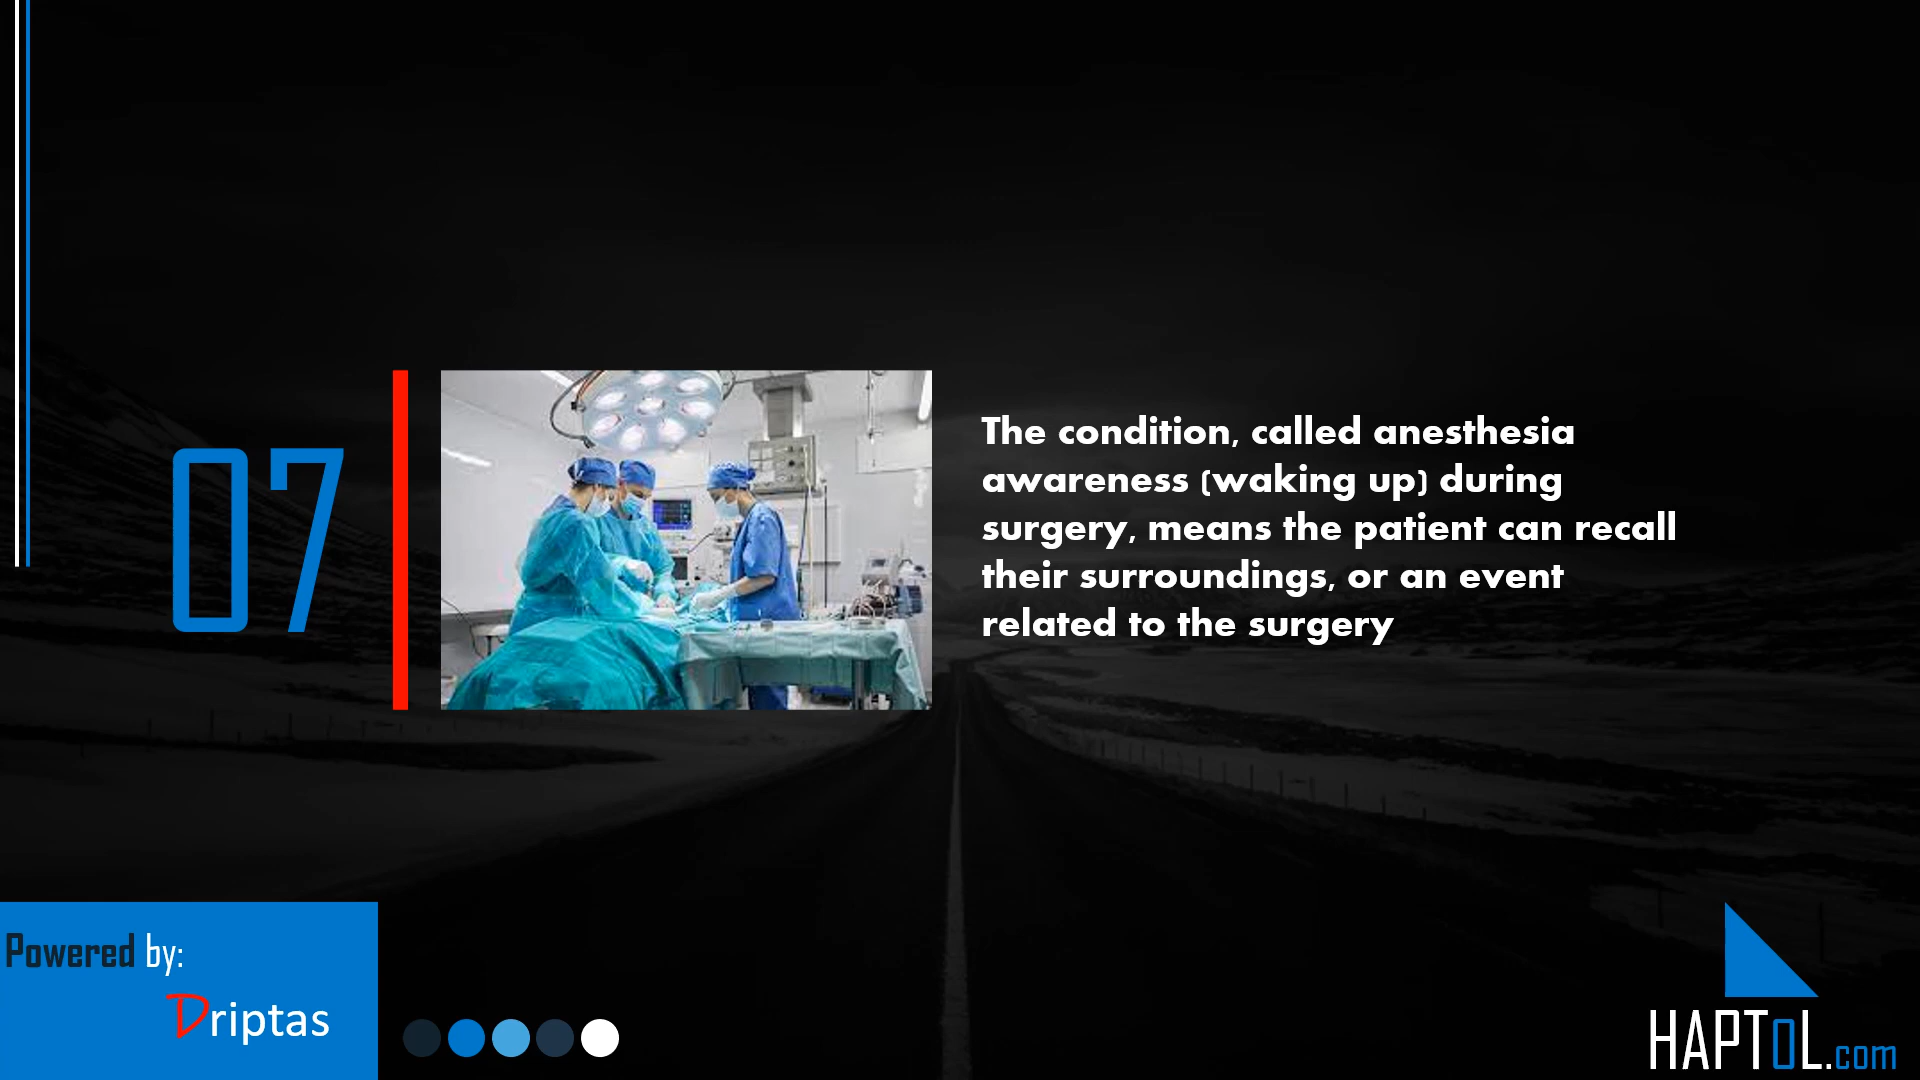 07
The condition, called anesthesia
awareness (waking up) during
surgery, means the patient can recall
their surroundings, or an event
related to the surgery
Powered by:
Driptas
HAPTOL.com